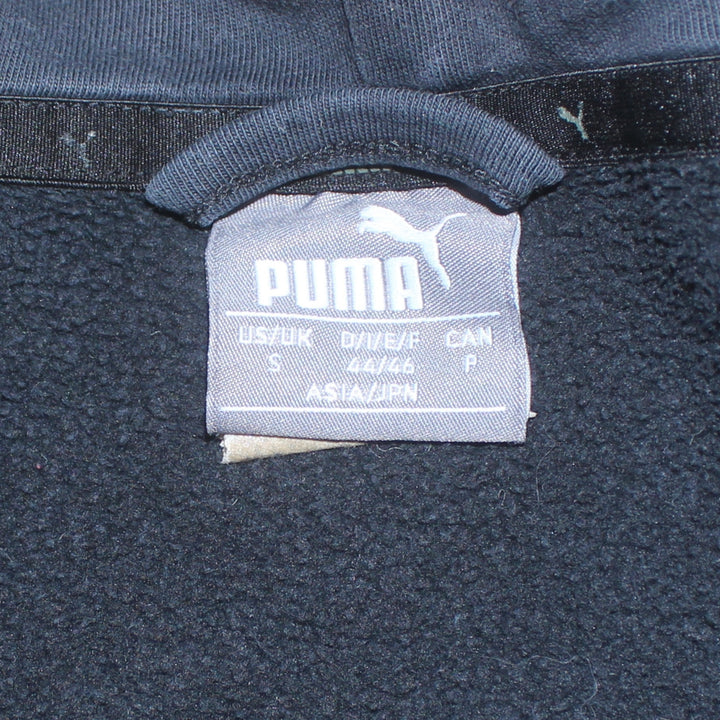 PUMA
US/UK D/I/E/F CAN
S 44/46 P
ASIA/JPN